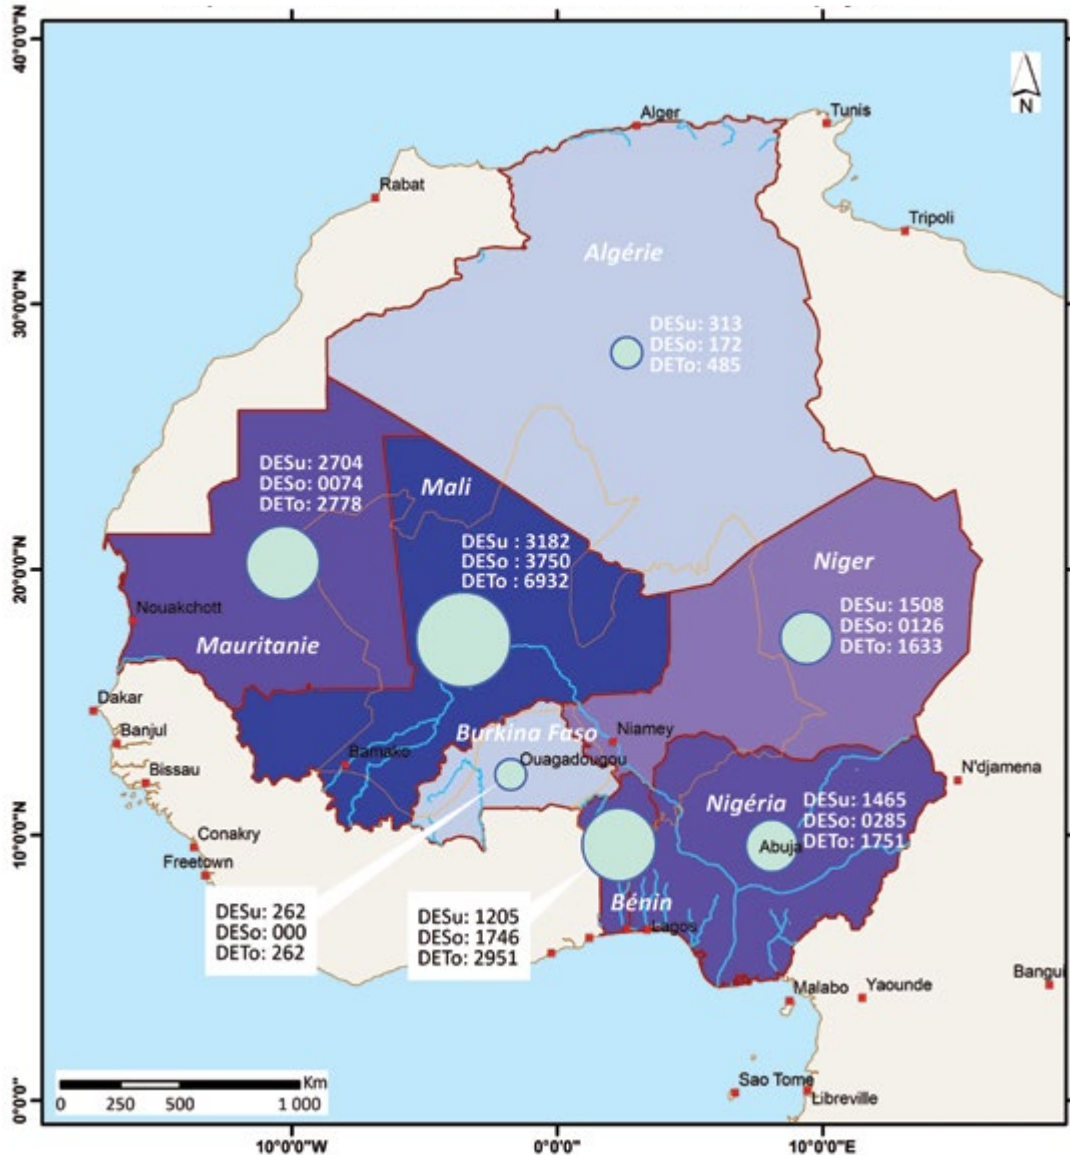 40°0'0"N
30°0'0"N
20°0'0"N
10°0'0"N
0°0'0"
N
Alger
Tunis
Rabat
Tripoli
Algérie
DESu: 313
DESo: 172
DETo: 485
DESu: 2704
DESo: 0074
DETo: 2778
Mali
DESu : 3182
DESo : 3750
DETo : 6932
Niger
DESu: 1508
DESo: 0126
DETo: 1633
Nouakchott
Mauritanie
Dakar
Banjul
Bissau
Bamako
Burkina Faso
Ouagadougou
Niamey
N'djamena
Nigéria
DESu: 1465
DESo: 0285
DETo: 1751
Abuja
Conakry
Freetown
Bénin
Lagos
DESu: 262
DESo: 000
DETo: 262
DESu: 1205
DESo: 1746
DETo: 2951
Malabo
Yaounde
Bangui
Sao Tome
Libreville
Km
0 250 500 1 000
10°0'0"W 0°0'0" 10°0'0"E